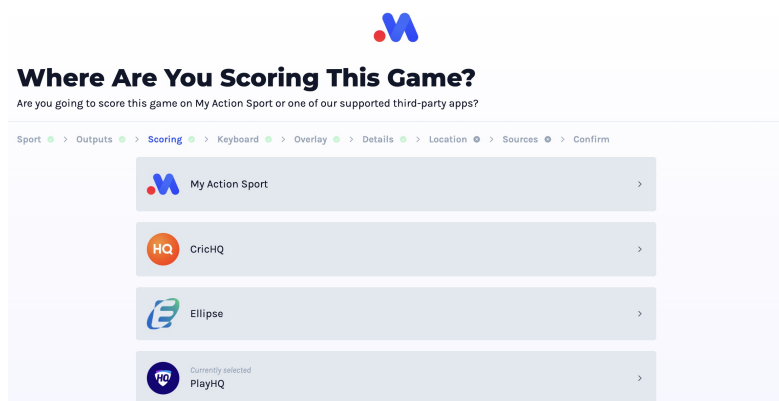 Where Are You Scoring This Game?
Are you going to score this game on My Action Sport or one of our supported third-party apps?
Sport > Outputs > Scoring > Keyboard > Overlay > Details > Location > Sources > Confirm
My Action Sport
HQ
CricHQ
Ellipse
Currently selected
HQ
PlayHQ